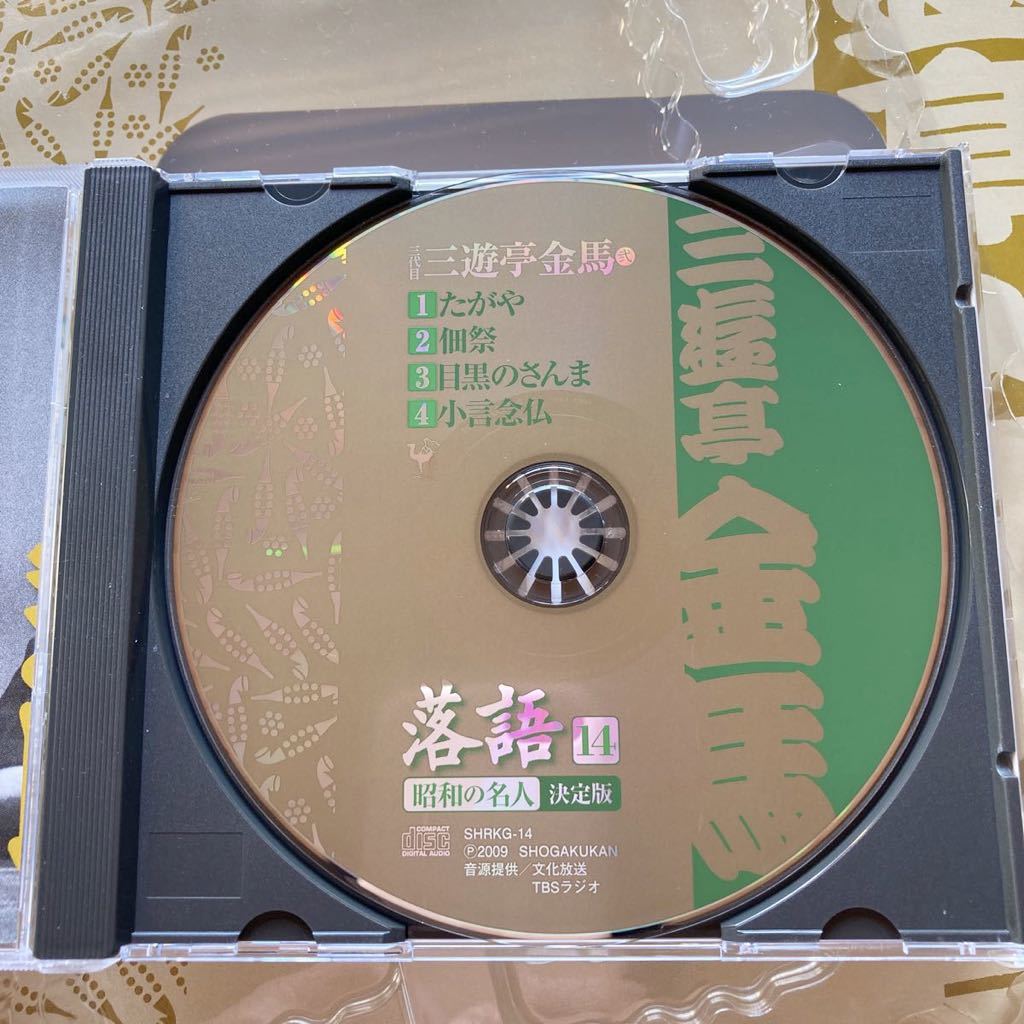 三代目 三遊亭金馬 弐
1 たがや
2 佃祭
3 目黒のさんま
4 小言念仏
三遊亭金馬
落語 14
昭和の名人 決定版
COMPACT
disc
DIGITAL AUDIO
SHRKG-14
Ⓟ2009 SHOGAKUKAN
音源提供／文化放送
TBSラジオ